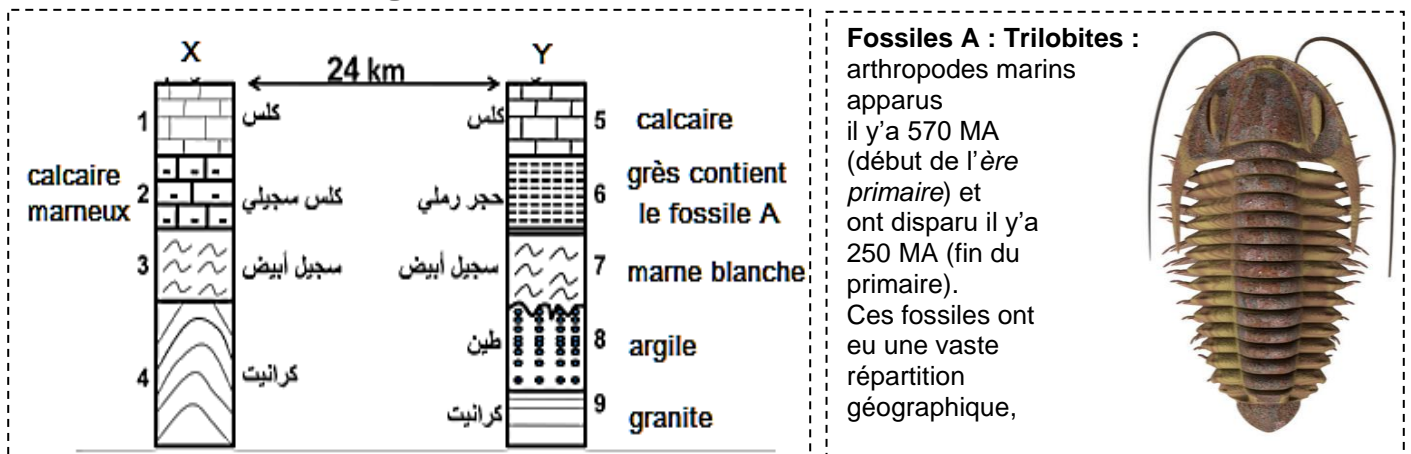 X
24 km
Y
1
كلس
كلس
5
calcaire
calcaire
marneux
2
كلس سجيلي
حجر رملي
6
grès contient
le fossile A
3
سجيل أبيض
سجيل أبيض
7
marne blanche
4
كرانيت
طين
8
argile
كرانيت
9
granite
Fossiles A : Trilobites :
arthropodes marins
apparus
il y'a 570 MA
(début de l'ère
primaire) et
ont disparu il y'a
250 MA (fin du
primaire).
Ces fossiles ont
eu une vaste
répartition
géographique,